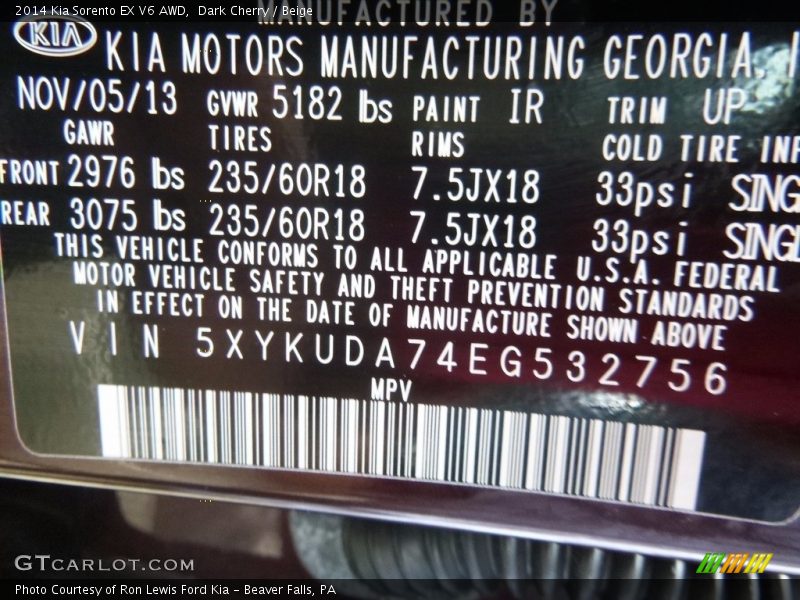 2014 Kia Sorento EX V6 AWD,  Dark Cherry / Beige
MANUFACTURED BY
KIA
KIA MOTORS MANUFACTURING GEORGIA, I
NOV/05/13 GVWR 5182 lbs PAINT IR TRIM UP
GAWR TIRES RIMS COLD TIRE INF
FRONT 2976 lbs 235/60R18 7.5JX18 33psi SING
REAR 3075 lbs 235/60R18 7.5JX18 33psi SINGL
THIS VEHICLE CONFORMS TO ALL APPLICABLE U.S.A. FEDERAL
MOTOR VEHICLE SAFETY AND THEFT PREVENTION STANDARDS
IN EFFECT ON THE DATE OF MANUFACTURE SHOWN ABOVE
VIN 5XYKUDA74EG532756
MPV
GTCARLOT.COM
Photo Courtesy of Ron Lewis Ford Kia - Beaver Falls, PA